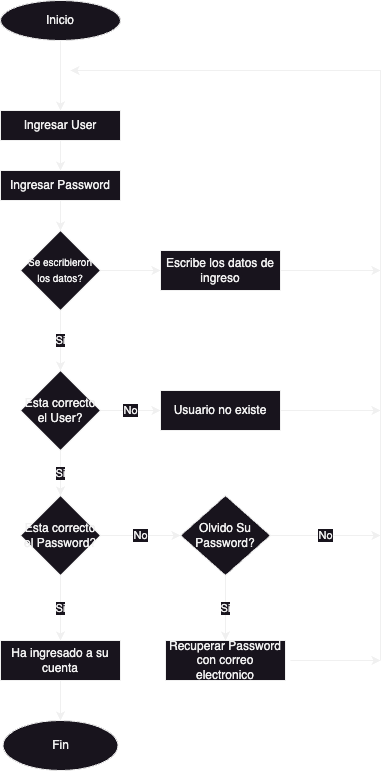 Inicio
Ingresar User
Ingresar Password
Se escribieron
los datos?
Escribe los datos de
ingreso
Si
Esta correcto
el User?
No
Usuario no existe
Si
Esta correcto
el Password?
No
Olvido Su
Password?
No
Si
Si
Ha ingresado a su
cuenta
Recuperar Password
con correo
electronico
Fin